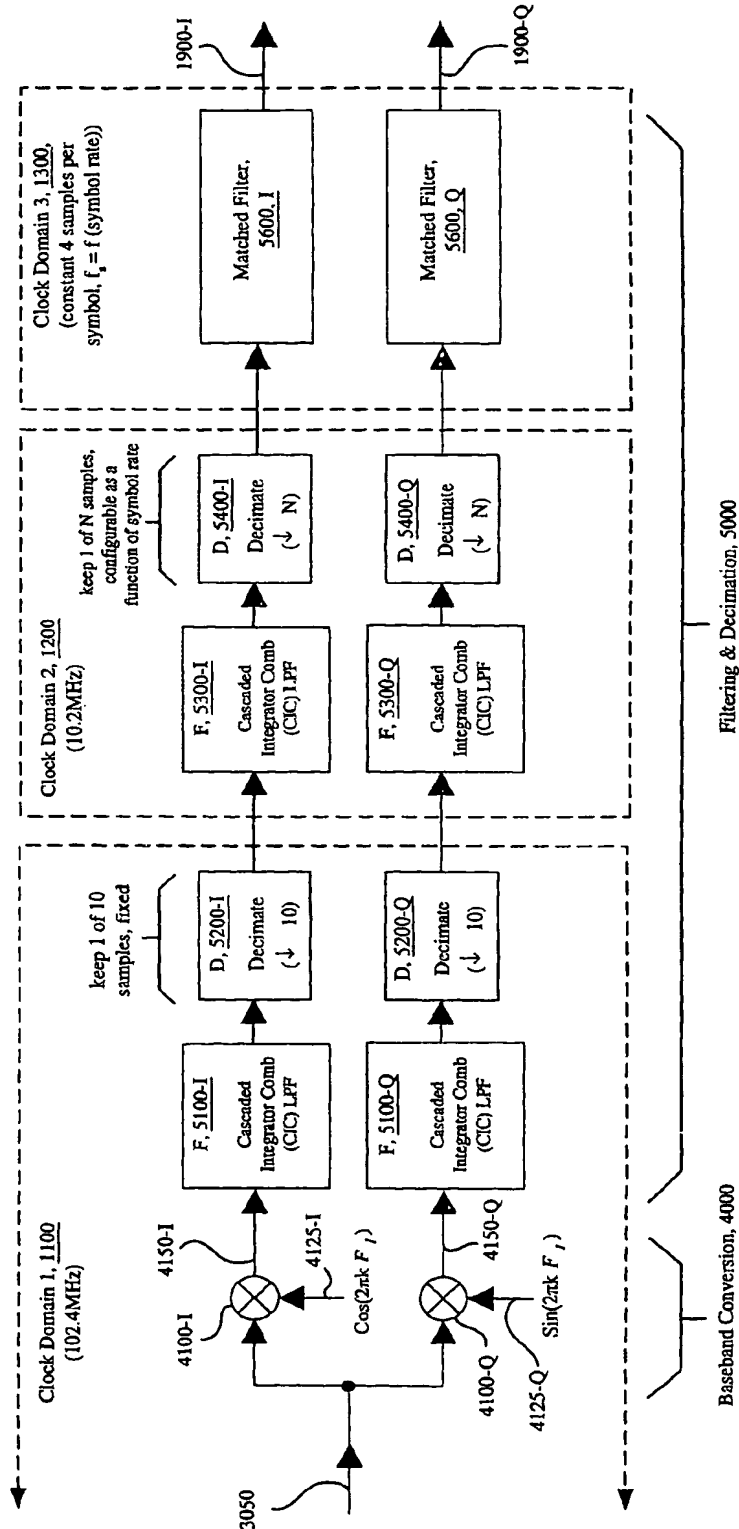 Clock Domain 1, 1100
(102.4MHz)
Clock Domain 2, 1200
(10.2MHz)
Clock Domain 3, 1300,
(constant 4 samples per
symbol, fs = f (symbol rate))
keep 1 of 10
samples, fixed
keep 1 of N samples,
configurable as a
function of symbol rate
3050
4100-I
4150-I
4125-I
Cos(2πk F I)
F, 5100-I
Cascaded
Integrator Comb
(CIC) LPF
D, 5200-I
Decimate
(↓ 10)
F, 5300-I
Cascaded
Integrator Comb
(CIC) LPF
D, 5400-I
Decimate
(↓ N)
Matched Filter,
5600, I
1900-I
4100-Q
4150-Q
4125-Q
Sin(2πk F I)
F, 5100-Q
Cascaded
Integrator Comb
(CIC) LPF
D, 5200-Q
Decimate
(↓ 10)
F, 5300-Q
Cascaded
Integrator Comb
(CIC) LPF
D, 5400-Q
Decimate
(↓ N)
Matched Filter,
5600, Q
1900-Q
Baseband Conversion, 4000
Filtering & Decimation, 5000